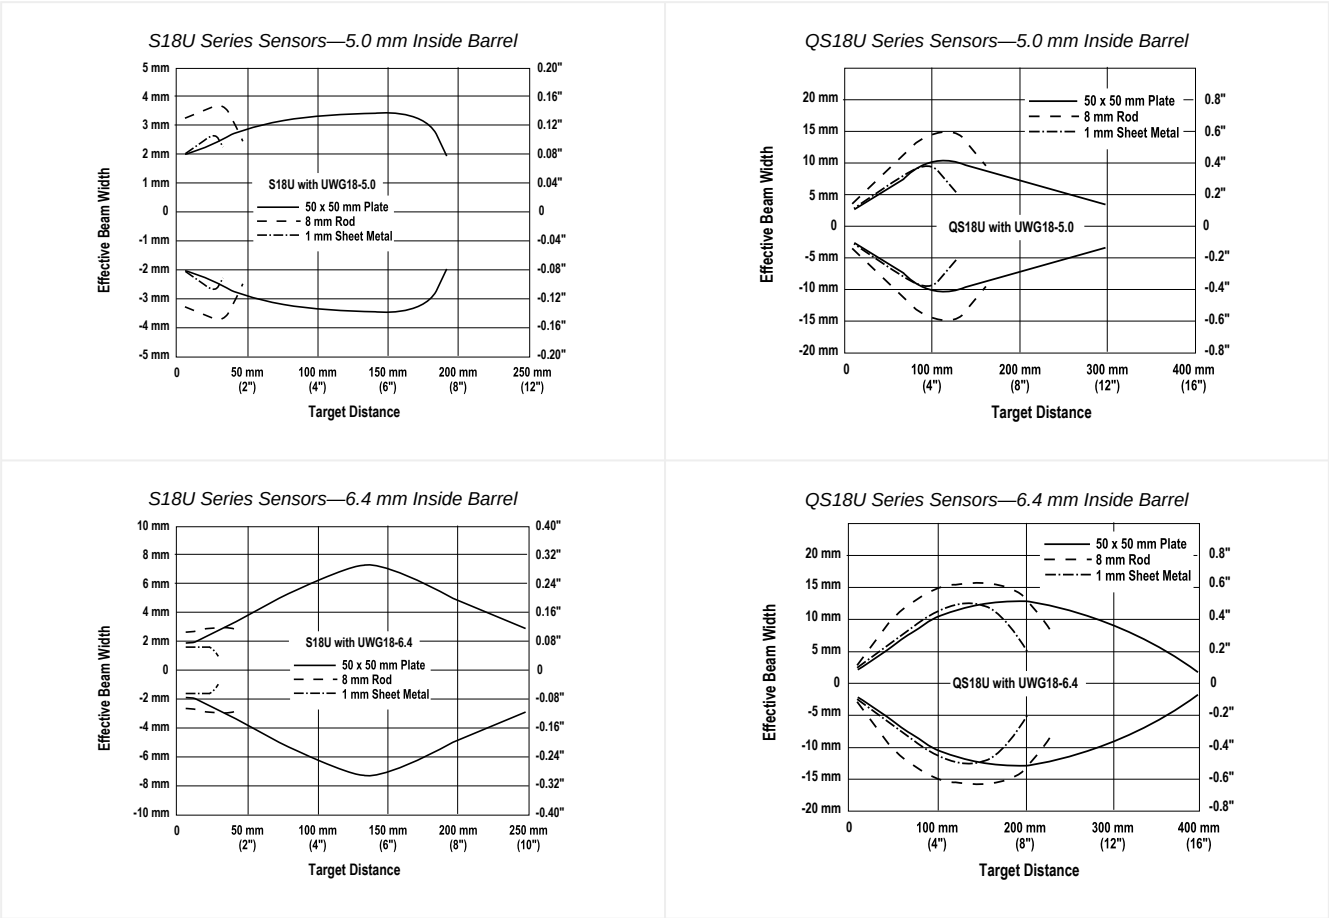 S18U Series Sensors—5.0 mm Inside Barrel
5 mm
4 mm
3 mm
2 mm
1 mm
0
-1 mm
-2 mm
-3 mm
-4 mm
-5 mm
Effective Beam Width
0.20"
0.16"
0.12"
0.08"
0.04"
0
-0.04"
-0.08"
-0.12"
-0.16"
-0.20"
S18U with UWG18-5.0
50 x 50 mm Plate
8 mm Rod
1 mm Sheet Metal
0 50 mm 100 mm 150 mm 200 mm 250 mm
(2") (4") (6") (8") (12")
Target Distance
QS18U Series Sensors—5.0 mm Inside Barrel
20 mm
15 mm
10 mm
5 mm
0
-5 mm
-10 mm
-15 mm
-20 mm
Effective Beam Width
0.8"
0.6"
0.4"
0.2"
0
-0.2"
-0.4"
-0.6"
-0.8"
50 x 50 mm Plate
8 mm Rod
1 mm Sheet Metal
QS18U with UWG18-5.0
0 100 mm 200 mm 300 mm 400 mm
(4") (8") (12") (16")
Target Distance
S18U Series Sensors—6.4 mm Inside Barrel
10 mm
8 mm
6 mm
4 mm
2 mm
0
-2 mm
-4 mm
-6 mm
-8 mm
-10 mm
Effective Beam Width
0.40"
0.32"
0.24"
0.16"
0.08"
0
-0.08"
-0.16"
-0.24"
-0.32"
-0.40"
S18U with UWG18-6.4
50 x 50 mm Plate
8 mm Rod
1 mm Sheet Metal
0 50 mm 100 mm 150 mm 200 mm 250 mm
(2") (4") (6") (8") (10")
Target Distance
QS18U Series Sensors—6.4 mm Inside Barrel
20 mm
15 mm
10 mm
5 mm
0
-5 mm
-10 mm
-15 mm
-20 mm
Effective Beam Width
0.8"
0.6"
0.4"
0.2"
0
-0.2"
-0.4"
-0.6"
-0.8"
50 x 50 mm Plate
8 mm Rod
1 mm Sheet Metal
QS18U with UWG18-6.4
0 100 mm 200 mm 300 mm 400 mm
(4") (8") (12") (16")
Target Distance